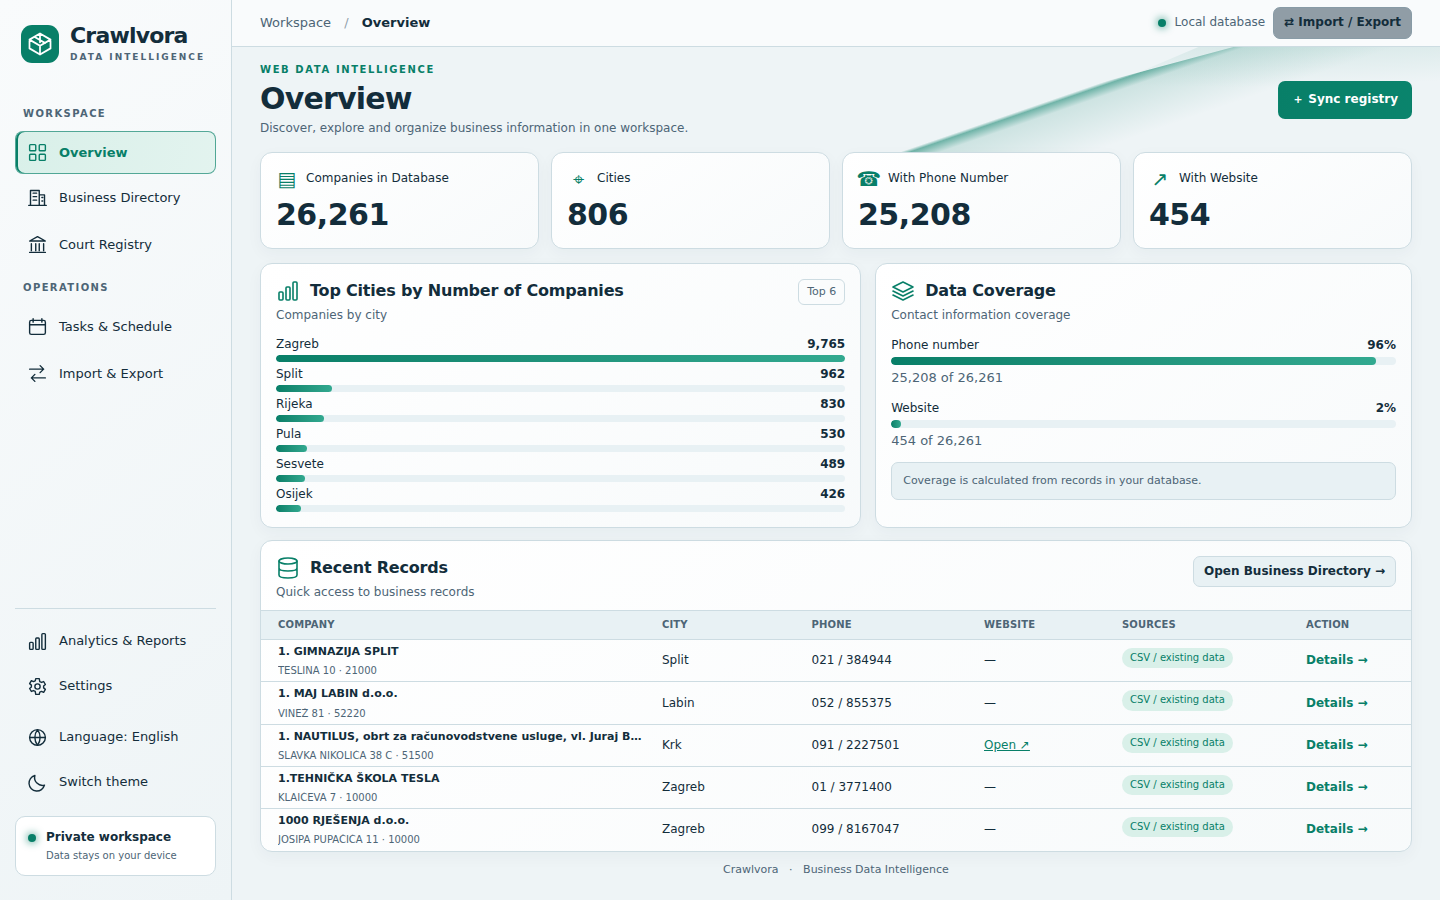 Crawlvora
DATA INTELLIGENCE
WORKSPACE
Overview
Business Directory
Court Registry
OPERATIONS
Tasks & Schedule
Import & Export
Analytics & Reports
Settings
Language: English
Switch theme
Private workspace
Data stays on your device
Workspace / Overview
Local database
⇄ Import / Export
WEB DATA INTELLIGENCE
Overview
Discover, explore and organize business information in one workspace.
+ Sync registry
Companies in Database
26,261
Cities
806
With Phone Number
25,208
With Website
454
Top Cities by Number of Companies
Top 6
Companies by city
Zagreb 9,765
Split 962
Rijeka 830
Pula 530
Sesvete 489
Osijek 426
Data Coverage
Contact information coverage
Phone number 96%
25,208 of 26,261
Website 2%
454 of 26,261
Coverage is calculated from records in your database.
Recent Records
Quick access to business records
Open Business Directory →
COMPANY CITY PHONE WEBSITE SOURCES ACTION
1. GIMNAZIJA SPLIT
TESLINA 10 · 21000
Split 021 / 384944 — CSV / existing data Details →
1. MAJ LABIN d.o.o.
VINEŽ 81 · 52220
Labin 052 / 855375 — CSV / existing data Details →
1. NAUTILUS, obrt za računovodstvene usluge, vl. Juraj B...
SLAVKA NIKOLIĆA 38 C · 51500
Krk 091 / 2227501 Open ↗ CSV / existing data Details →
1.TEHNIČKA ŠKOLA TESLA
KLAIĆEVA 7 · 10000
Zagreb 01 / 3771400 — CSV / existing data Details →
1000 RJEŠENJA d.o.o.
JOSIPA PUPAČIĆA 11 · 10000
Zagreb 099 / 8167047 — CSV / existing data Details →
Crawlvora · Business Data Intelligence